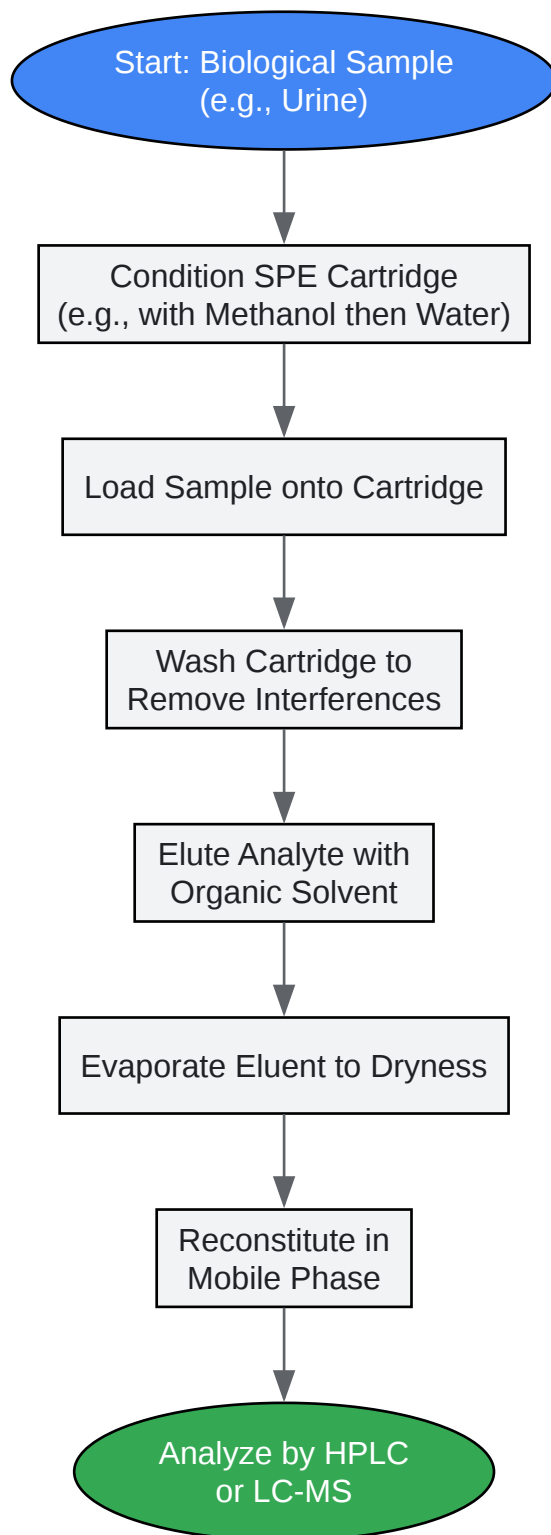 Start: Biological Sample
(e.g., Urine)
Condition SPE Cartridge
(e.g., with Methanol then Water)
Load Sample onto Cartridge
Wash Cartridge to
Remove Interferences
Elute Analyte with
Organic Solvent
Evaporate Eluent to Dryness
Reconstitute in
Mobile Phase
Analyze by HPLC
or LC-MS